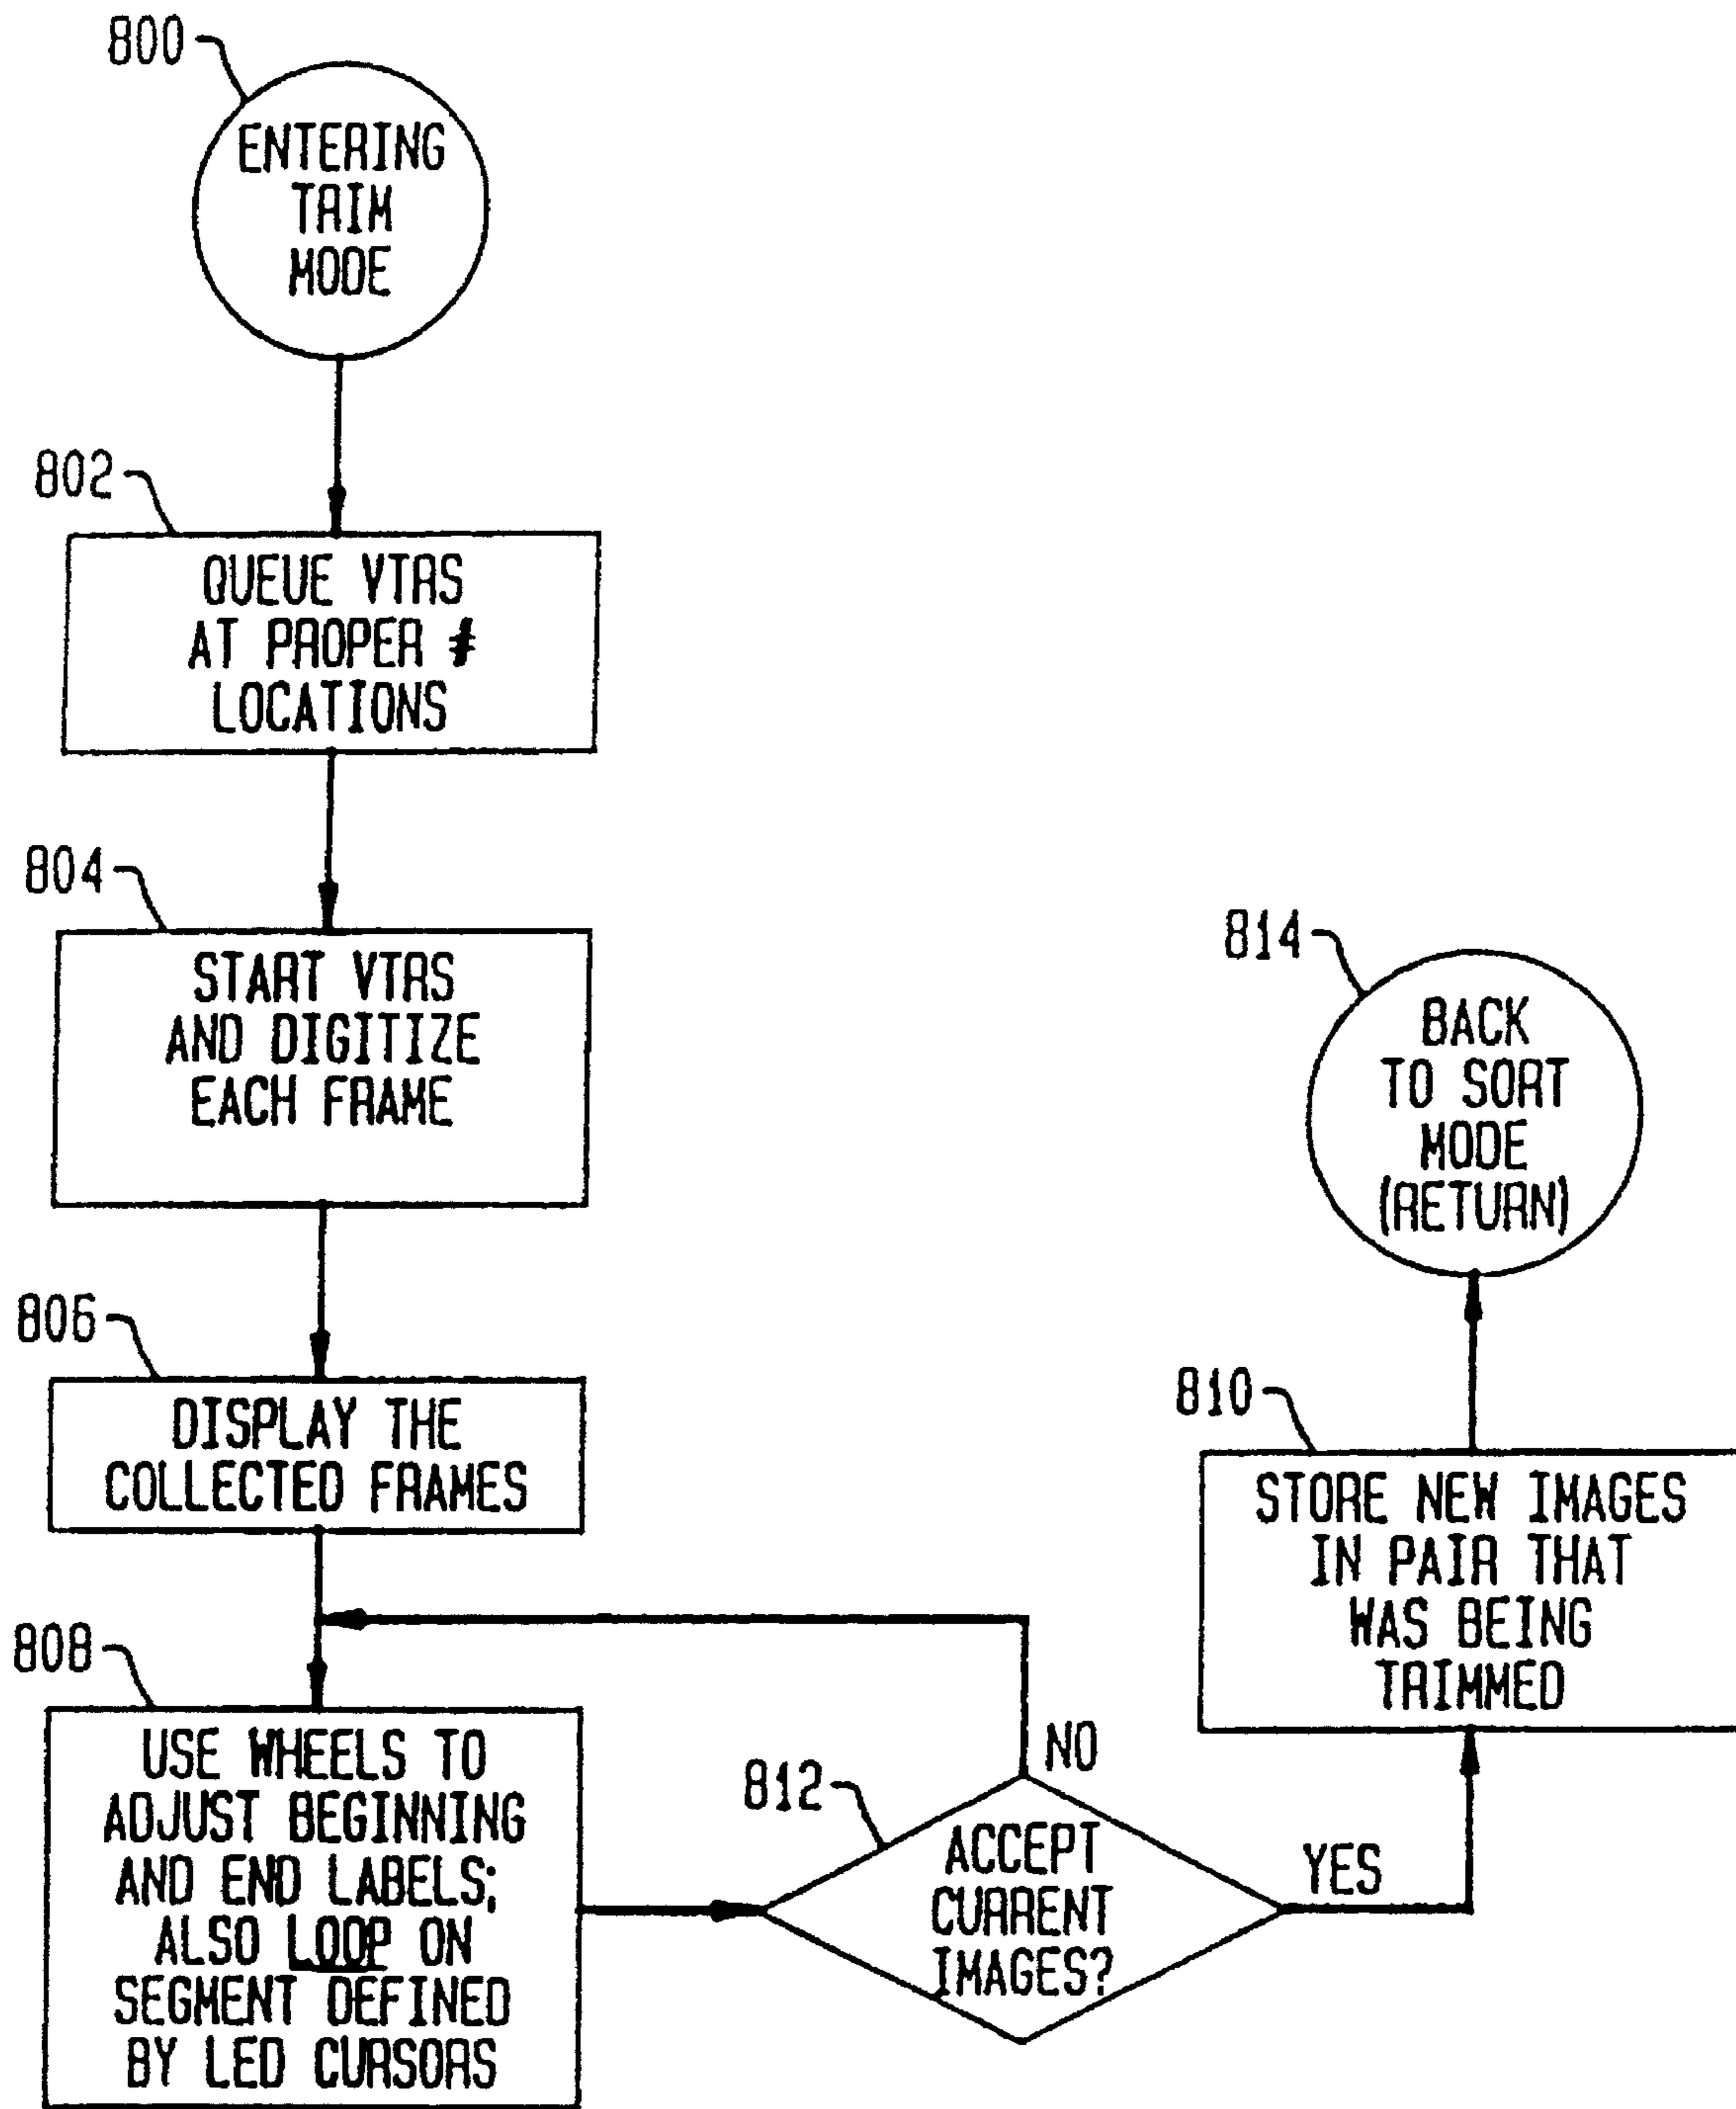 800
ENTERING
TRIM
MODE
802
QUEUE VTRS
AT PROPER #
LOCATIONS
804
START VTRS
AND DIGITIZE
EACH FRAME
806
DISPLAY THE
COLLECTED FRAMES
808
USE WHEELS TO
ADJUST BEGINNING
AND END LABELS;
ALSO LOOP ON
SEGMENT DEFINED
BY LED CURSORS
812
ACCEPT
CURRENT
IMAGES?
NO
YES
810
STORE NEW IMAGES
IN PAIR THAT
WAS BEING
TRIMMED
814
BACK
TO SORT
MODE
(RETURN)